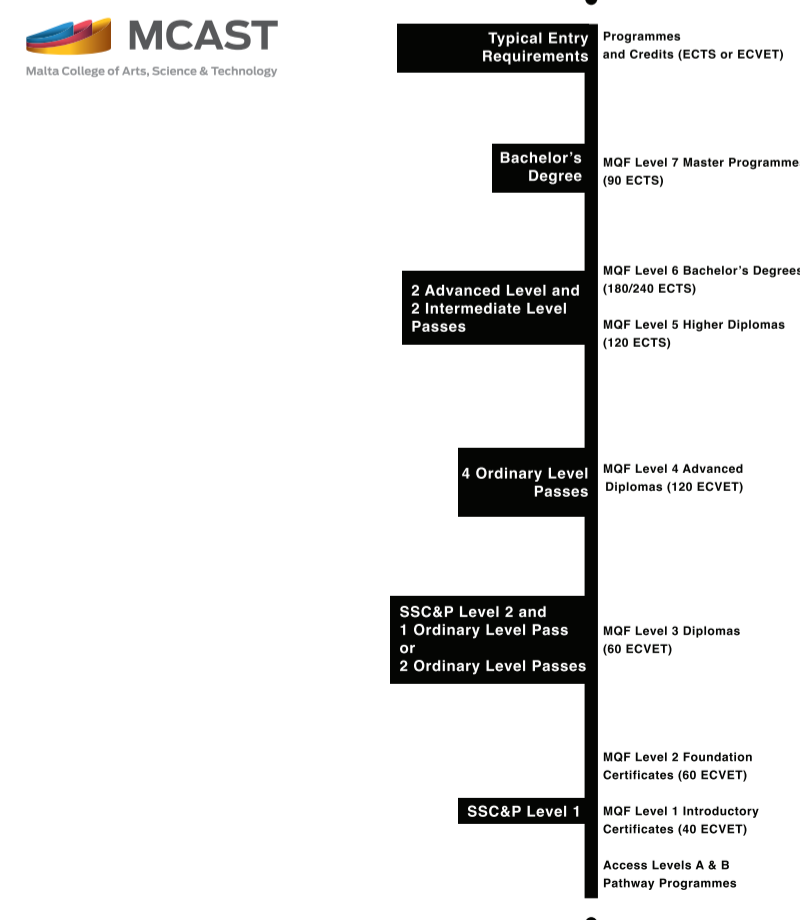 MCAST
Malta College of Arts, Science & Technology
Typical Entry
Requirements
Programmes
and Credits (ECTS or ECVET)
Bachelor’s
Degree
MQF Level 7 Master Programmes
(90 ECTS)
2 Advanced Level and
2 Intermediate Level
Passes
MQF Level 6 Bachelor’s Degrees
(180/240 ECTS)
MQF Level 5 Higher Diplomas
(120 ECTS)
4 Ordinary Level
Passes
MQF Level 4 Advanced
Diplomas (120 ECVET)
SSC&P Level 2 and
1 Ordinary Level Pass
or
2 Ordinary Level Passes
MQF Level 3 Diplomas
(60 ECVET)
MQF Level 2 Foundation
Certificates (60 ECVET)
SSC&P Level 1
MQF Level 1 Introductory
Certificates (40 ECVET)
Access Levels A & B
Pathway Programmes